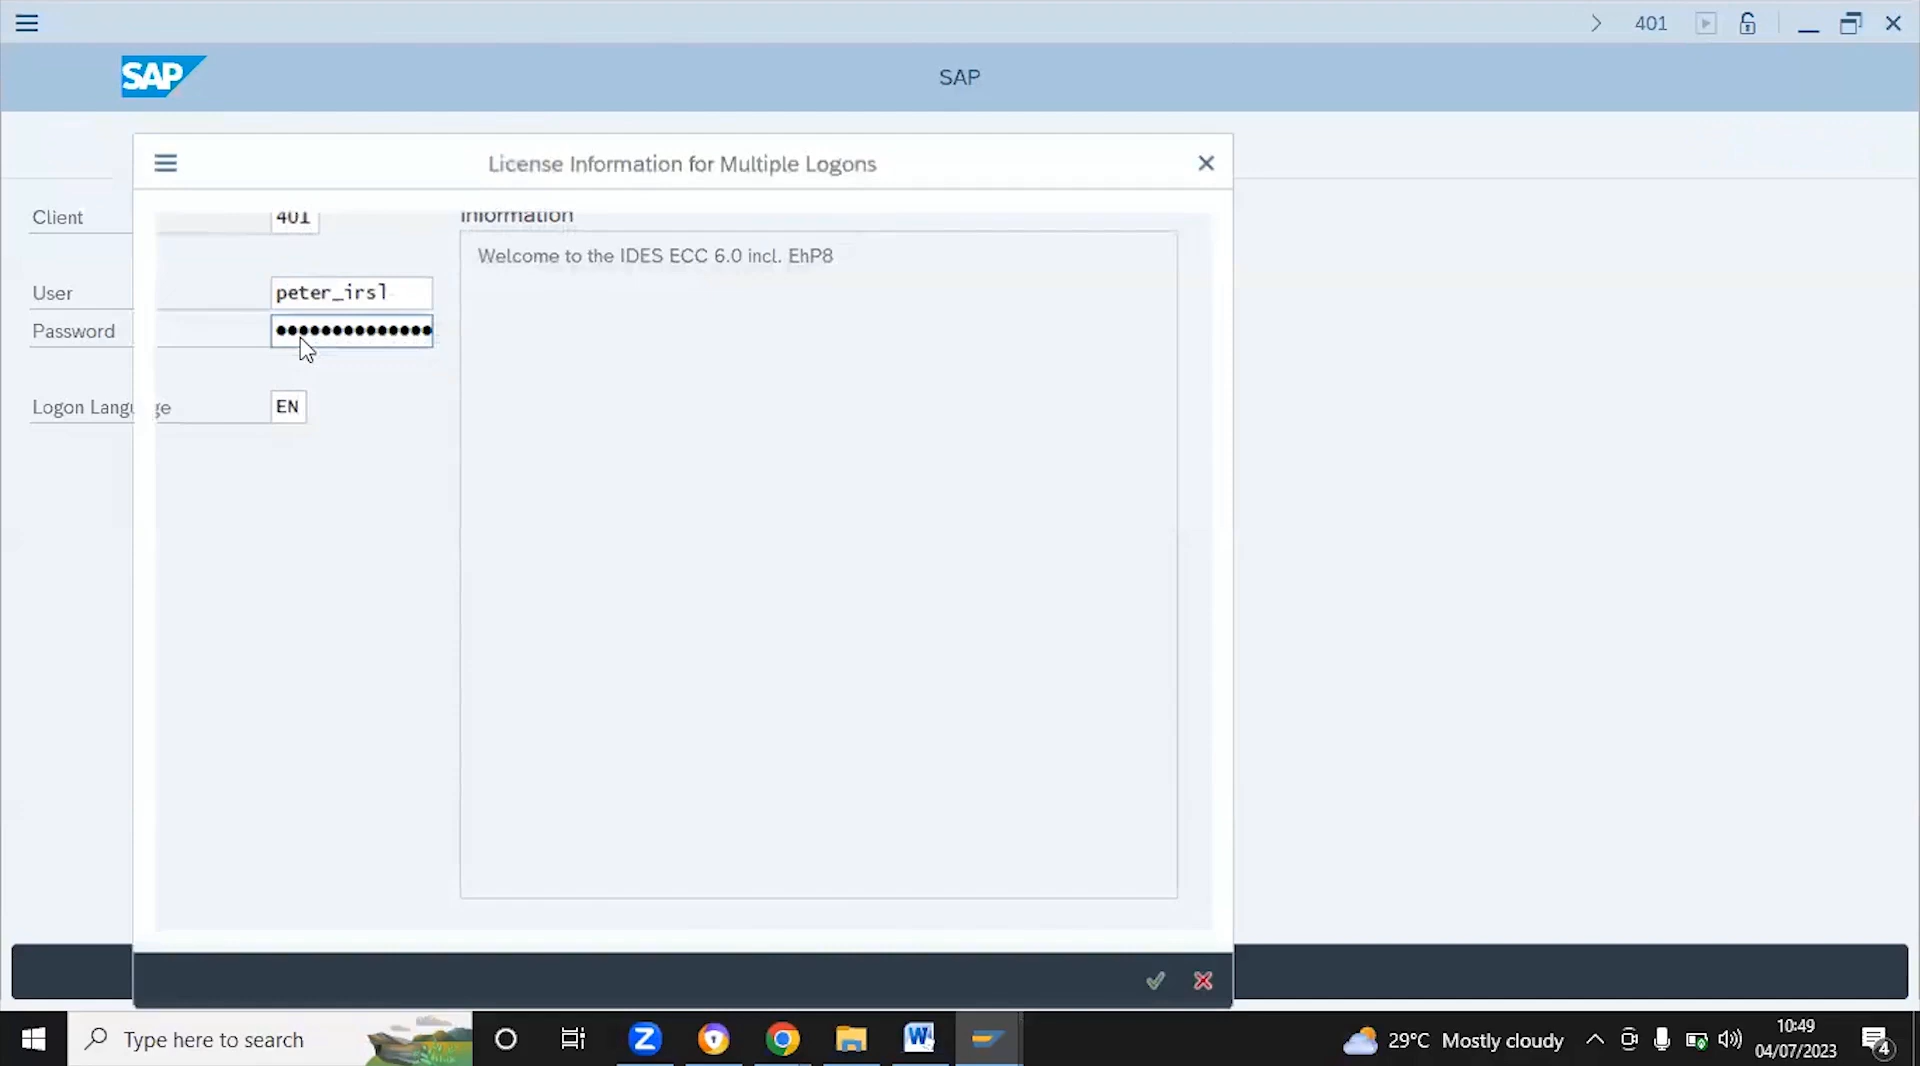 401
SAP
SAP
License Information for Multiple Logons
Client
401
Information
Welcome to the IDES ECC 6.0 incl. EhP8
User
peter_irsl
Password
Logon Language
EN
Type here to search
Z
W
29°C Mostly cloudy
10:49
04/07/2023
4